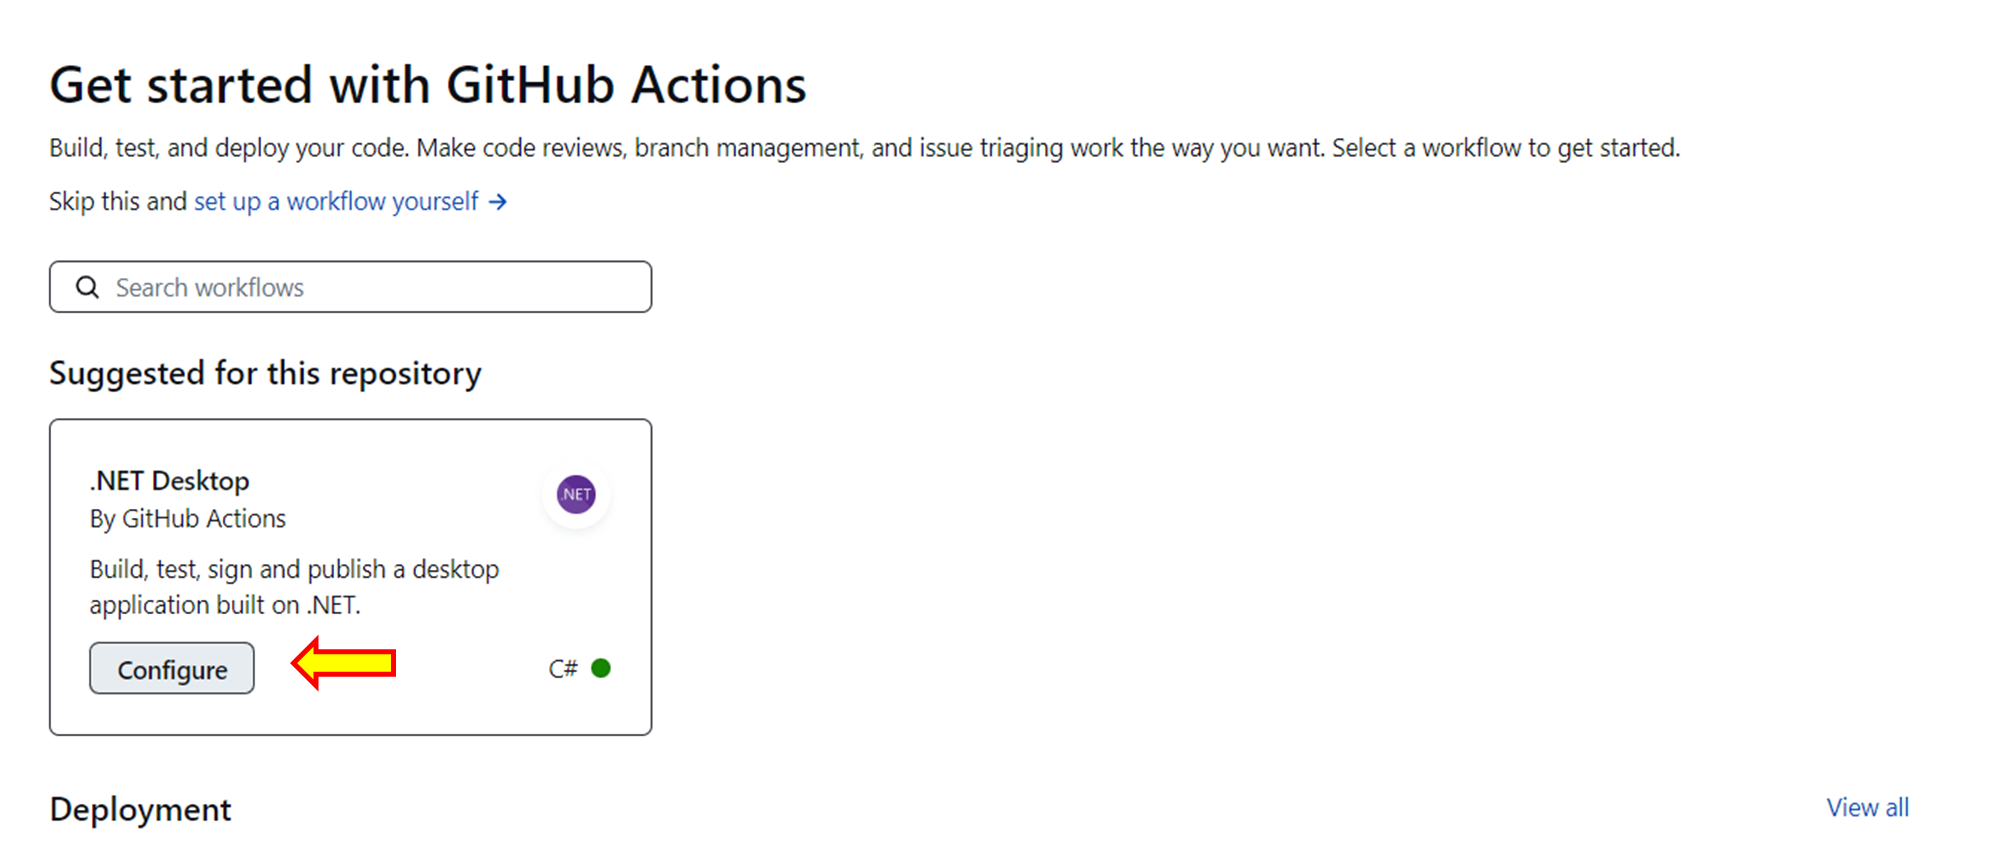 Get started with GitHub Actions
Build, test, and deploy your code. Make code reviews, branch management, and issue triaging work the way you want. Select a workflow to get started.
Skip this and set up a workflow yourself →
Search workflows
Suggested for this repository
.NET Desktop
.NET
By GitHub Actions
Build, test, sign and publish a desktop
application built on .NET.
Configure
C#
Deployment
View all